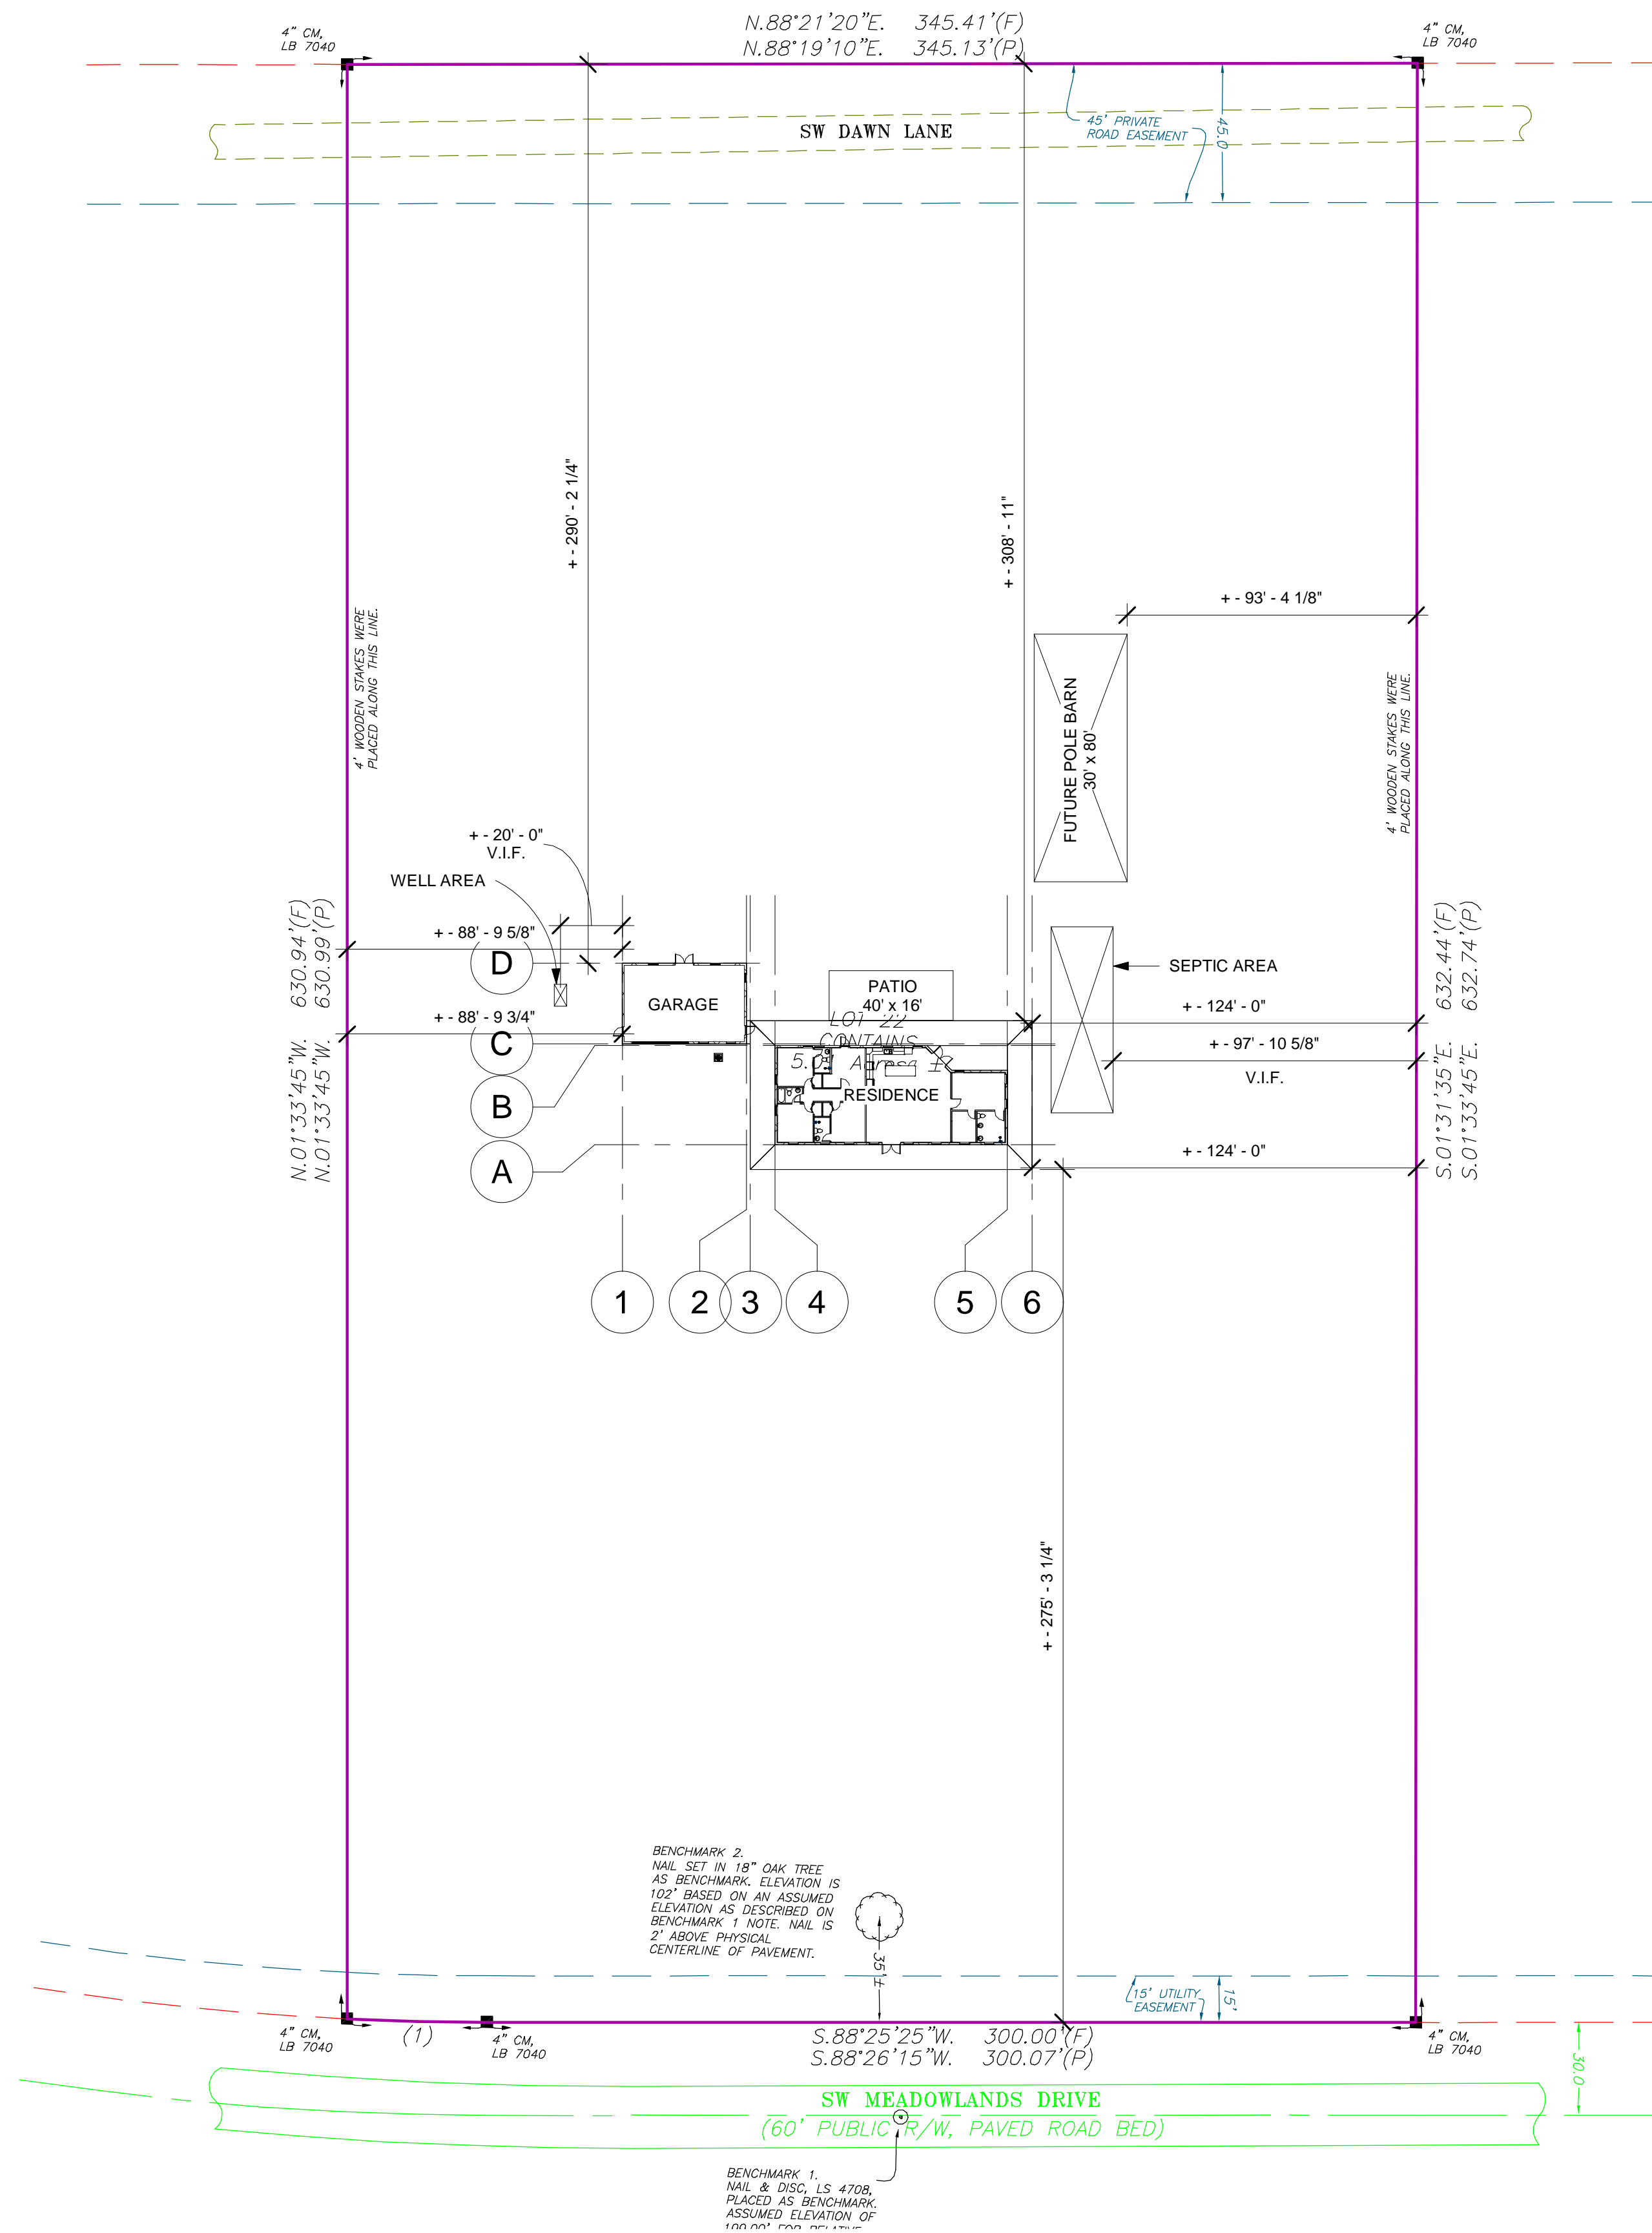 N.88°21'20"E. 345.41'(F)
N.88°19'10"E. 345.13'(P)
4" CM,
LB 7040
4" CM,
LB 7040
SW DAWN LANE
45' PRIVATE
ROAD EASEMENT
45.0
+ - 290' - 2 1/4"
+ - 308' - 11"
+ - 93' - 4 1/8"
4' WOODEN STAKES WERE
PLACED ALONG THIS LINE.
FUTURE POLE BARN
30' x 80'
4' WOODEN STAKES WERE
PLACED ALONG THIS LINE.
+ - 20' - 0"
V.I.F.
WELL AREA
+ - 88' - 9 5/8"
D
GARAGE
PATIO
40' x 16'
SEPTIC AREA
+ - 88' - 9 3/4"
C
LOT 22
CONTAINS
5.01 Acres ±
+ - 124' - 0"
+ - 97' - 10 5/8"
V.I.F.
RESIDENCE
B
A
+ - 124' - 0"
N.01°33'45"W. 630.94'(F)
N.01°33'45"W. 630.99'(P)
S.01°31'35"E. 632.44'(F)
S.01°33'45"E. 632.74'(P)
1
2
3
4
5
6
+ - 275' - 3 1/4"
BENCHMARK 2.
NAIL SET IN 18" OAK TREE
AS BENCHMARK. ELEVATION IS
102' BASED ON AN ASSUMED
ELEVATION AS DESCRIBED ON
BENCHMARK 1 NOTE. NAIL IS
2' ABOVE PHYSICAL
CENTERLINE OF PAVEMENT.
35'±
15' UTILITY
EASEMENT
15'
4" CM,
LB 7040
(1)
4" CM,
LB 7040
S.88°25'25"W. 300.00'(F)
S.88°26'15"W. 300.07'(P)
4" CM,
LB 7040
30.0'
SW MEADOWLANDS DRIVE
(60' PUBLIC R/W, PAVED ROAD BED)
BENCHMARK 1.
NAIL & DISC, LS 4708,
PLACED AS BENCHMARK.
ASSUMED ELEVATION OF
100.00' FOR RELATIVE